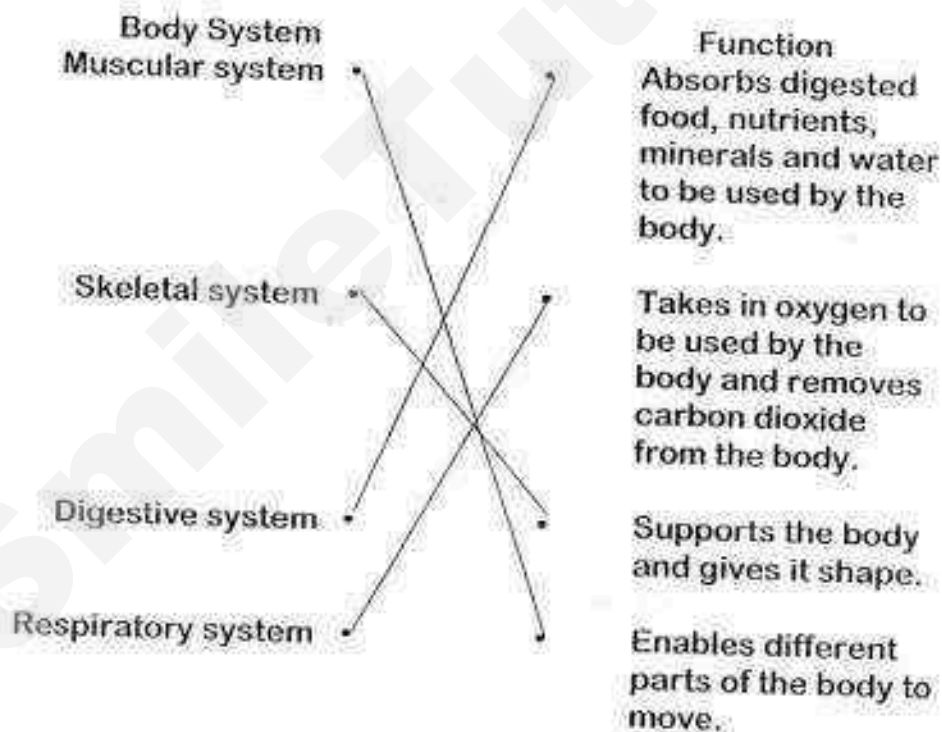 Body System
Muscular system
Skeletal system
Digestive system
Respiratory system
Function
Absorbs digested
food, nutrients,
minerals and water
to be used by the
body.
Takes in oxygen to
be used by the
body and removes
carbon dioxide
from the body.
Supports the body
and gives it shape.
Enables different
parts of the body to
move.